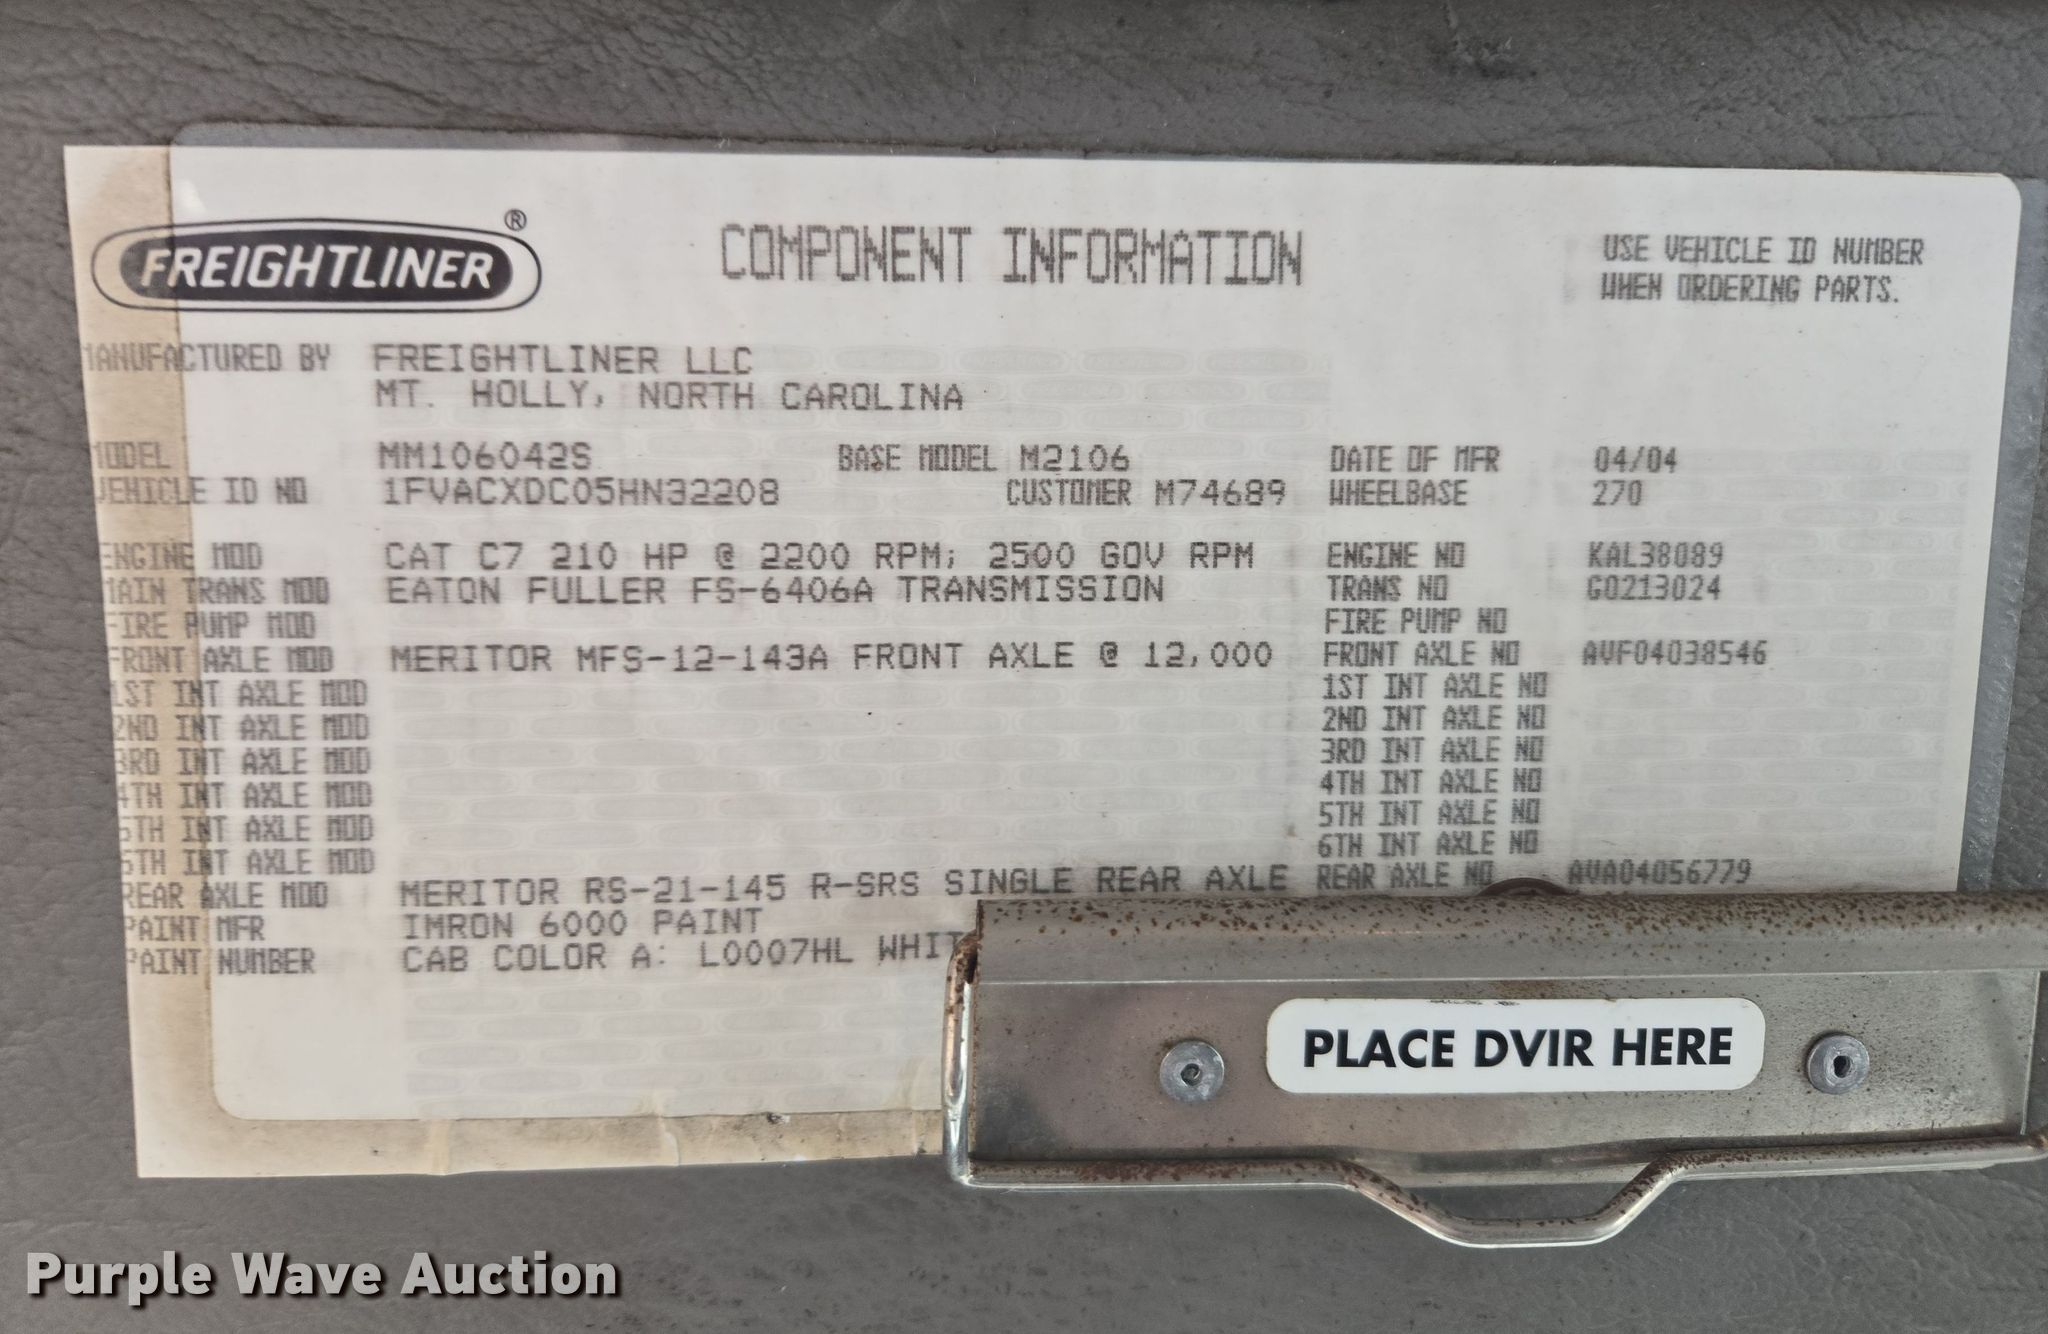 FREIGHTLINER ®
COMPONENT INFORMATION
USE VEHICLE ID NUMBER
WHEN ORDERING PARTS.
MANUFACTURED BY FREIGHTLINER LLC
MT. HOLLY, NORTH CAROLINA
MODEL MM106042S BASE MODEL M2106 DATE OF MFR 04/04
VEHICLE ID NO 1FVACXDC05HN32208 CUSTOMER M74689 WHEELBASE 270
ENGINE MOD CAT C7 210 HP @ 2200 RPM; 2500 GOV RPM ENGINE NO KAL38089
MAIN TRANS MOD EATON FULLER FS-6406A TRANSMISSION TRANS NO G0213024
FIRE PUMP MOD FIRE PUMP NO
FRONT AXLE MOD MERITOR MFS-12-143A FRONT AXLE @ 12,000 FRONT AXLE NO AVF04038546
1ST INT AXLE MOD 1ST INT AXLE NO
2ND INT AXLE MOD 2ND INT AXLE NO
3RD INT AXLE MOD 3RD INT AXLE NO
4TH INT AXLE MOD 4TH INT AXLE NO
5TH INT AXLE MOD 5TH INT AXLE NO
6TH INT AXLE MOD 6TH INT AXLE NO
REAR AXLE MOD MERITOR RS-21-145 R-SRS SINGLE REAR AXLE REAR AXLE NO AVA04056779
PAINT MFR IMRON 6000 PAINT
PAINT NUMBER CAB COLOR A: L0007HL WHIT
PLACE DVIR HERE
Purple Wave Auction